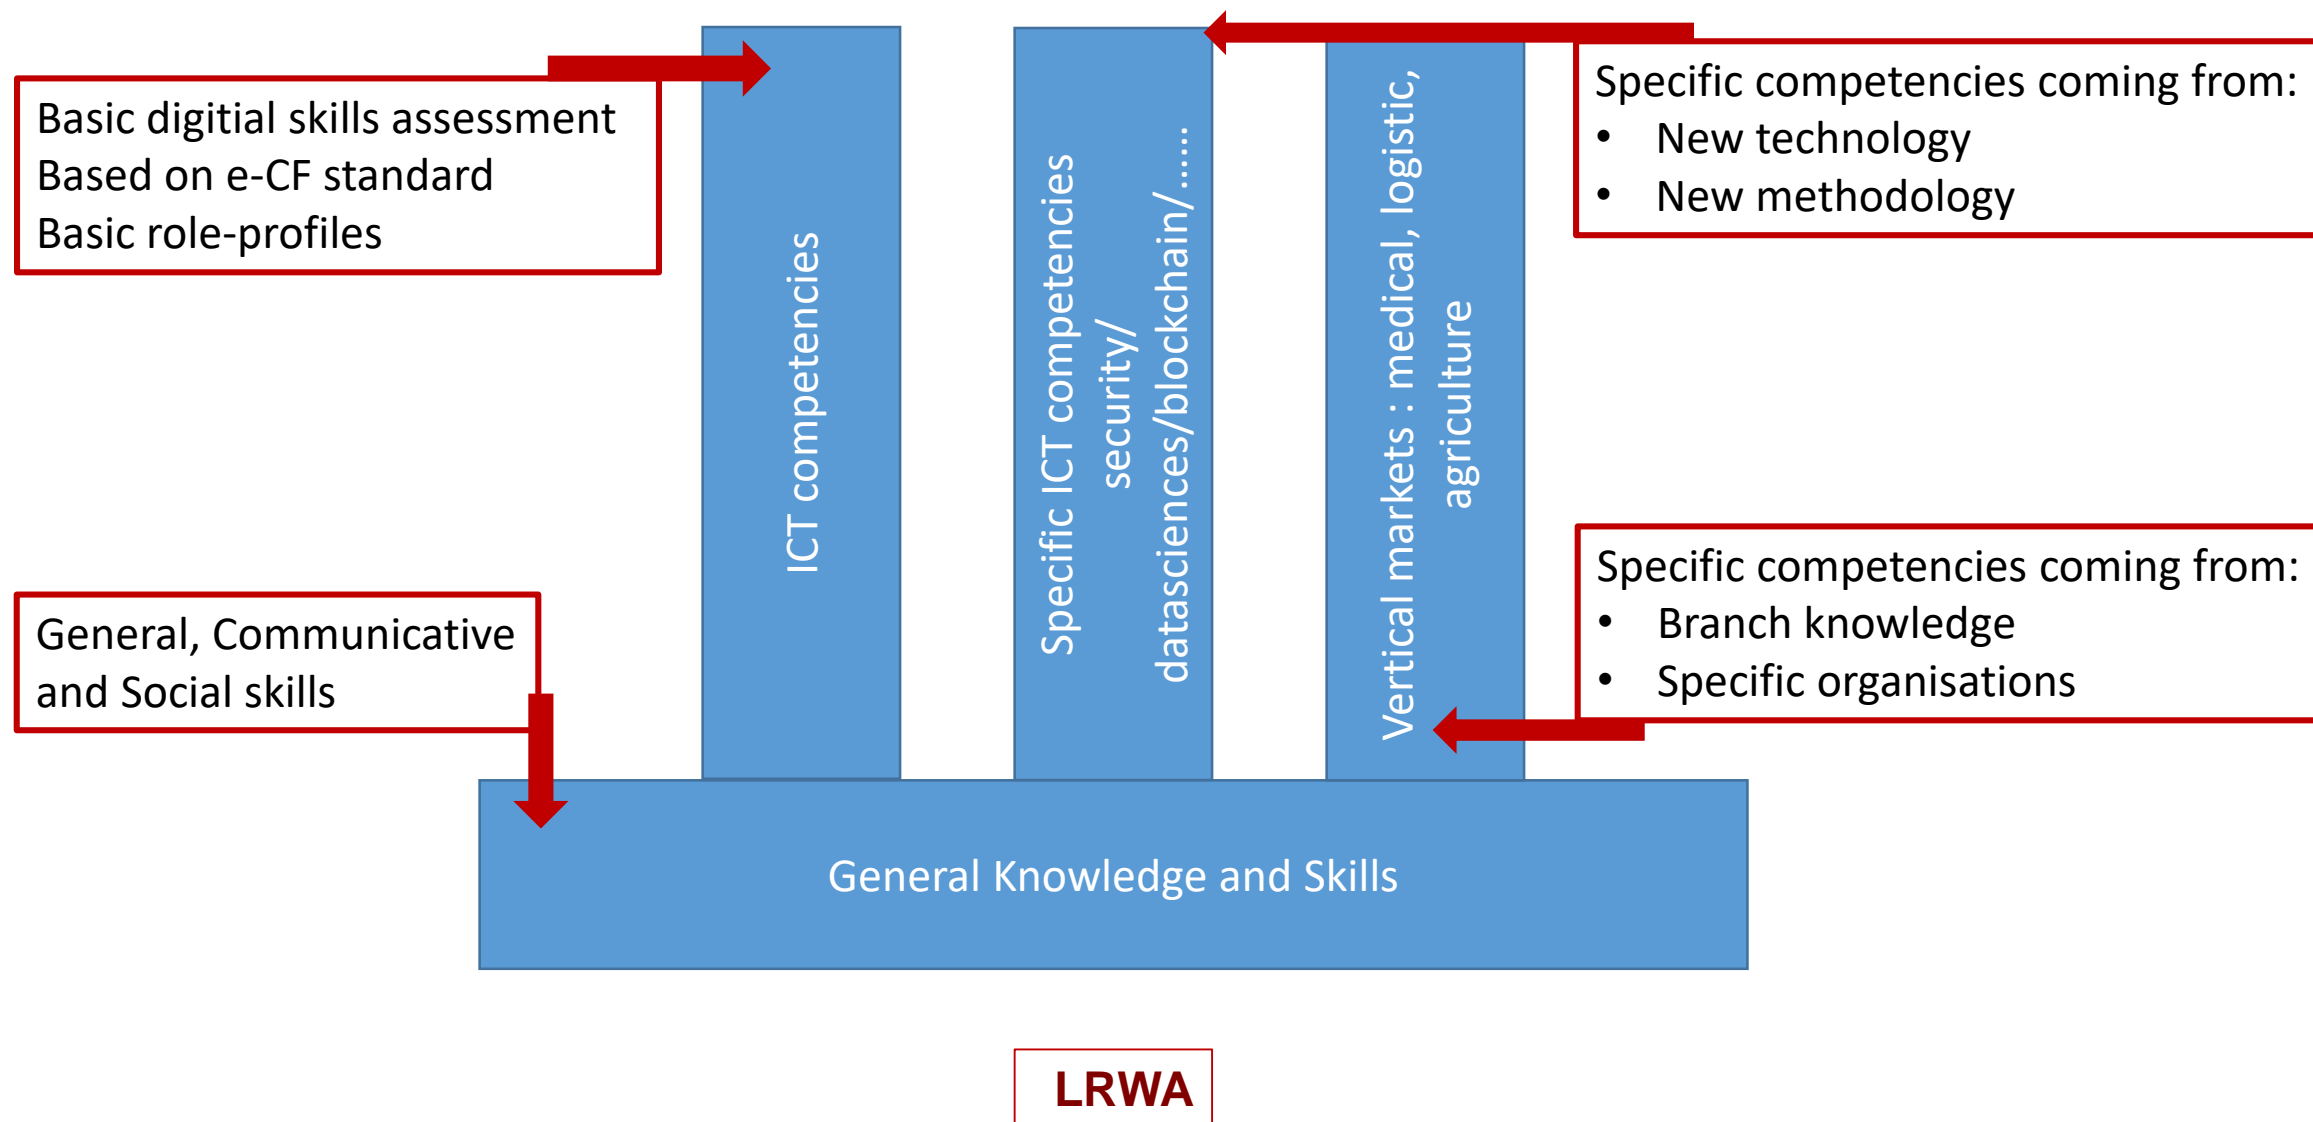 Basic digitial skills assessment
Based on e-CF standard
Basic role-profiles
General, Communicative
and Social skills
ICT competencies
Specific ICT competencies
security/
datasciences/blockchain/......
Vertical markets : medical, logistic,
agriculture
Specific competencies coming from:
• New technology
• New methodology
Specific competencies coming from:
• Branch knowledge
• Specific organisations
General Knowledge and Skills
LRWA